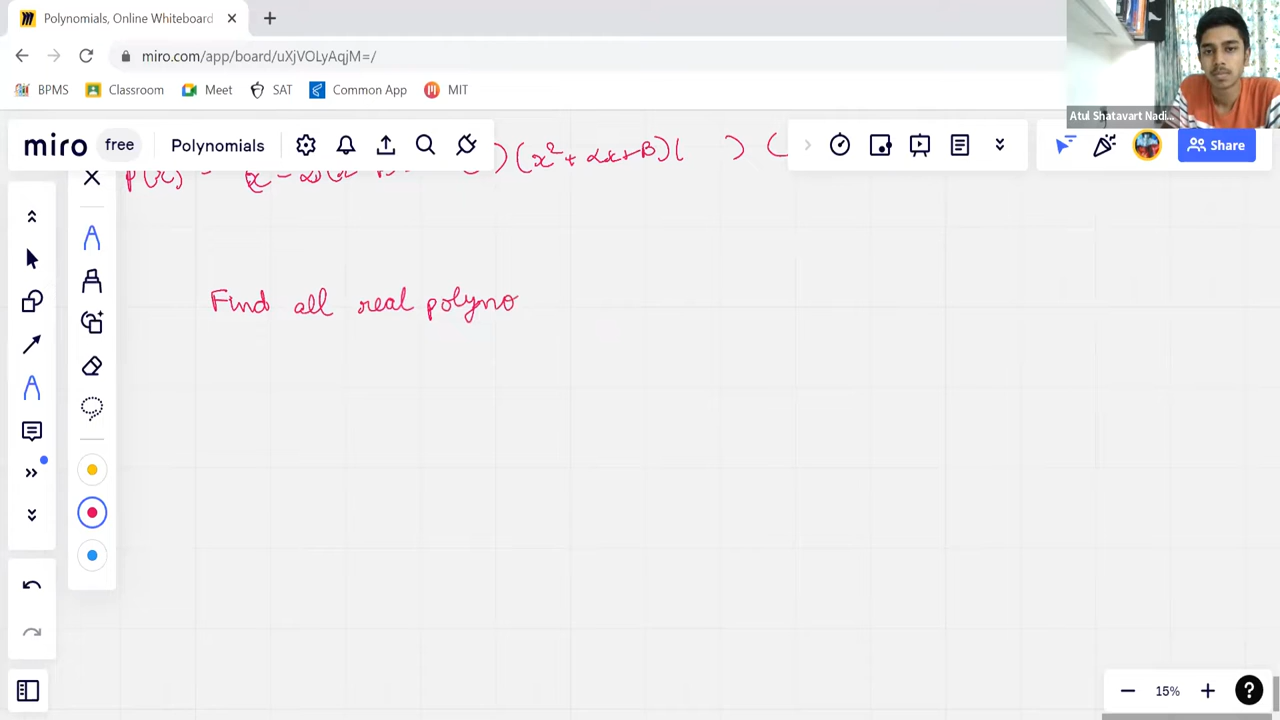 Polynomials, Online Whiteboard
miro.com/app/board/uXjVOLyAqjM=/
BPMS Classroom Meet SAT Common App MIT
Atul Shatavart Nadi...
miro free Polynomials Share
)(x² + αx + B)( ) (
Find all real polyno
15%